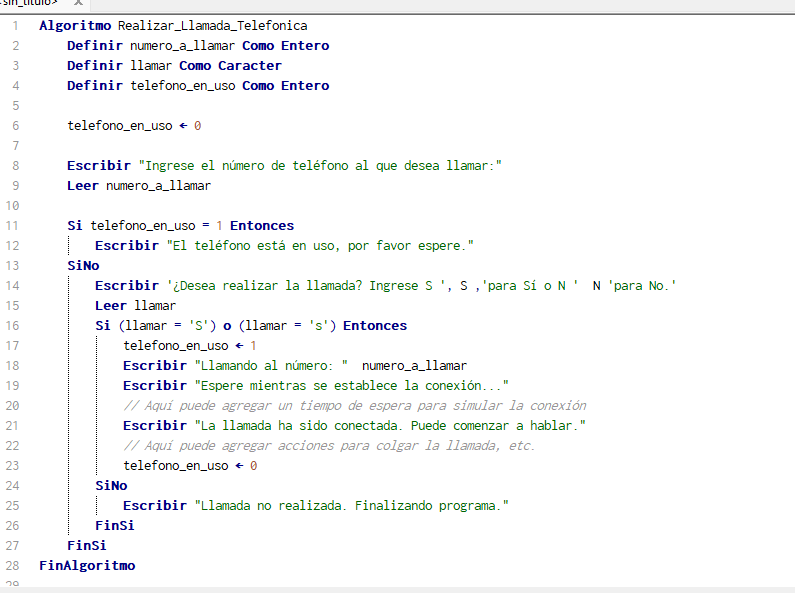 <sin_titulo> X
1 Algoritmo Realizar_Llamada_Telefonica
2 Definir numero_a_llamar Como Entero
3 Definir llamar Como Caracter
4 Definir telefono_en_uso Como Entero
5
6 telefono_en_uso ← 0
7
8 Escribir "Ingrese el número de teléfono al que desea llamar:"
9 Leer numero_a_llamar
10
11 Si telefono_en_uso = 1 Entonces
12 Escribir "El teléfono está en uso, por favor espere."
13 SiNo
14 Escribir '¿Desea realizar la llamada? Ingrese S ', S ,'para Sí o N '  N 'para No.'
15 Leer llamar
16 Si (llamar = 'S') o (llamar = 's') Entonces
17 telefono_en_uso ← 1
18 Escribir "Llamando al número: "  numero_a_llamar
19 Escribir "Espere mientras se establece la conexión..."
20 // Aquí puede agregar un tiempo de espera para simular la conexión
21 Escribir "La llamada ha sido conectada. Puede comenzar a hablar."
22 // Aquí puede agregar acciones para colgar la llamada, etc.
23 telefono_en_uso ← 0
24 SiNo
25 Escribir "Llamada no realizada. Finalizando programa."
26 FinSi
27 FinSi
28 FinAlgoritmo
29